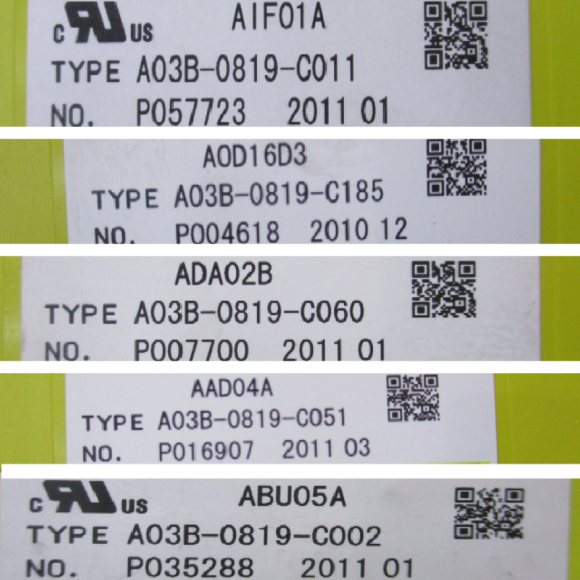 c RU US AIF01A
TYPE A03B-0819-C011
NO. P057723 2011 01
AOD16D3
TYPE A03B-0819-C185
NO. P004618 2010 12
ADA02B
TYPE A03B-0819-C060
NO. P007700 2011 01
AAD04A
TYPE A03B-0819-C051
NO. P016907 2011 03
c RU US ABU05A
TYPE A03B-0819-C002
NO. P035288 2011 01